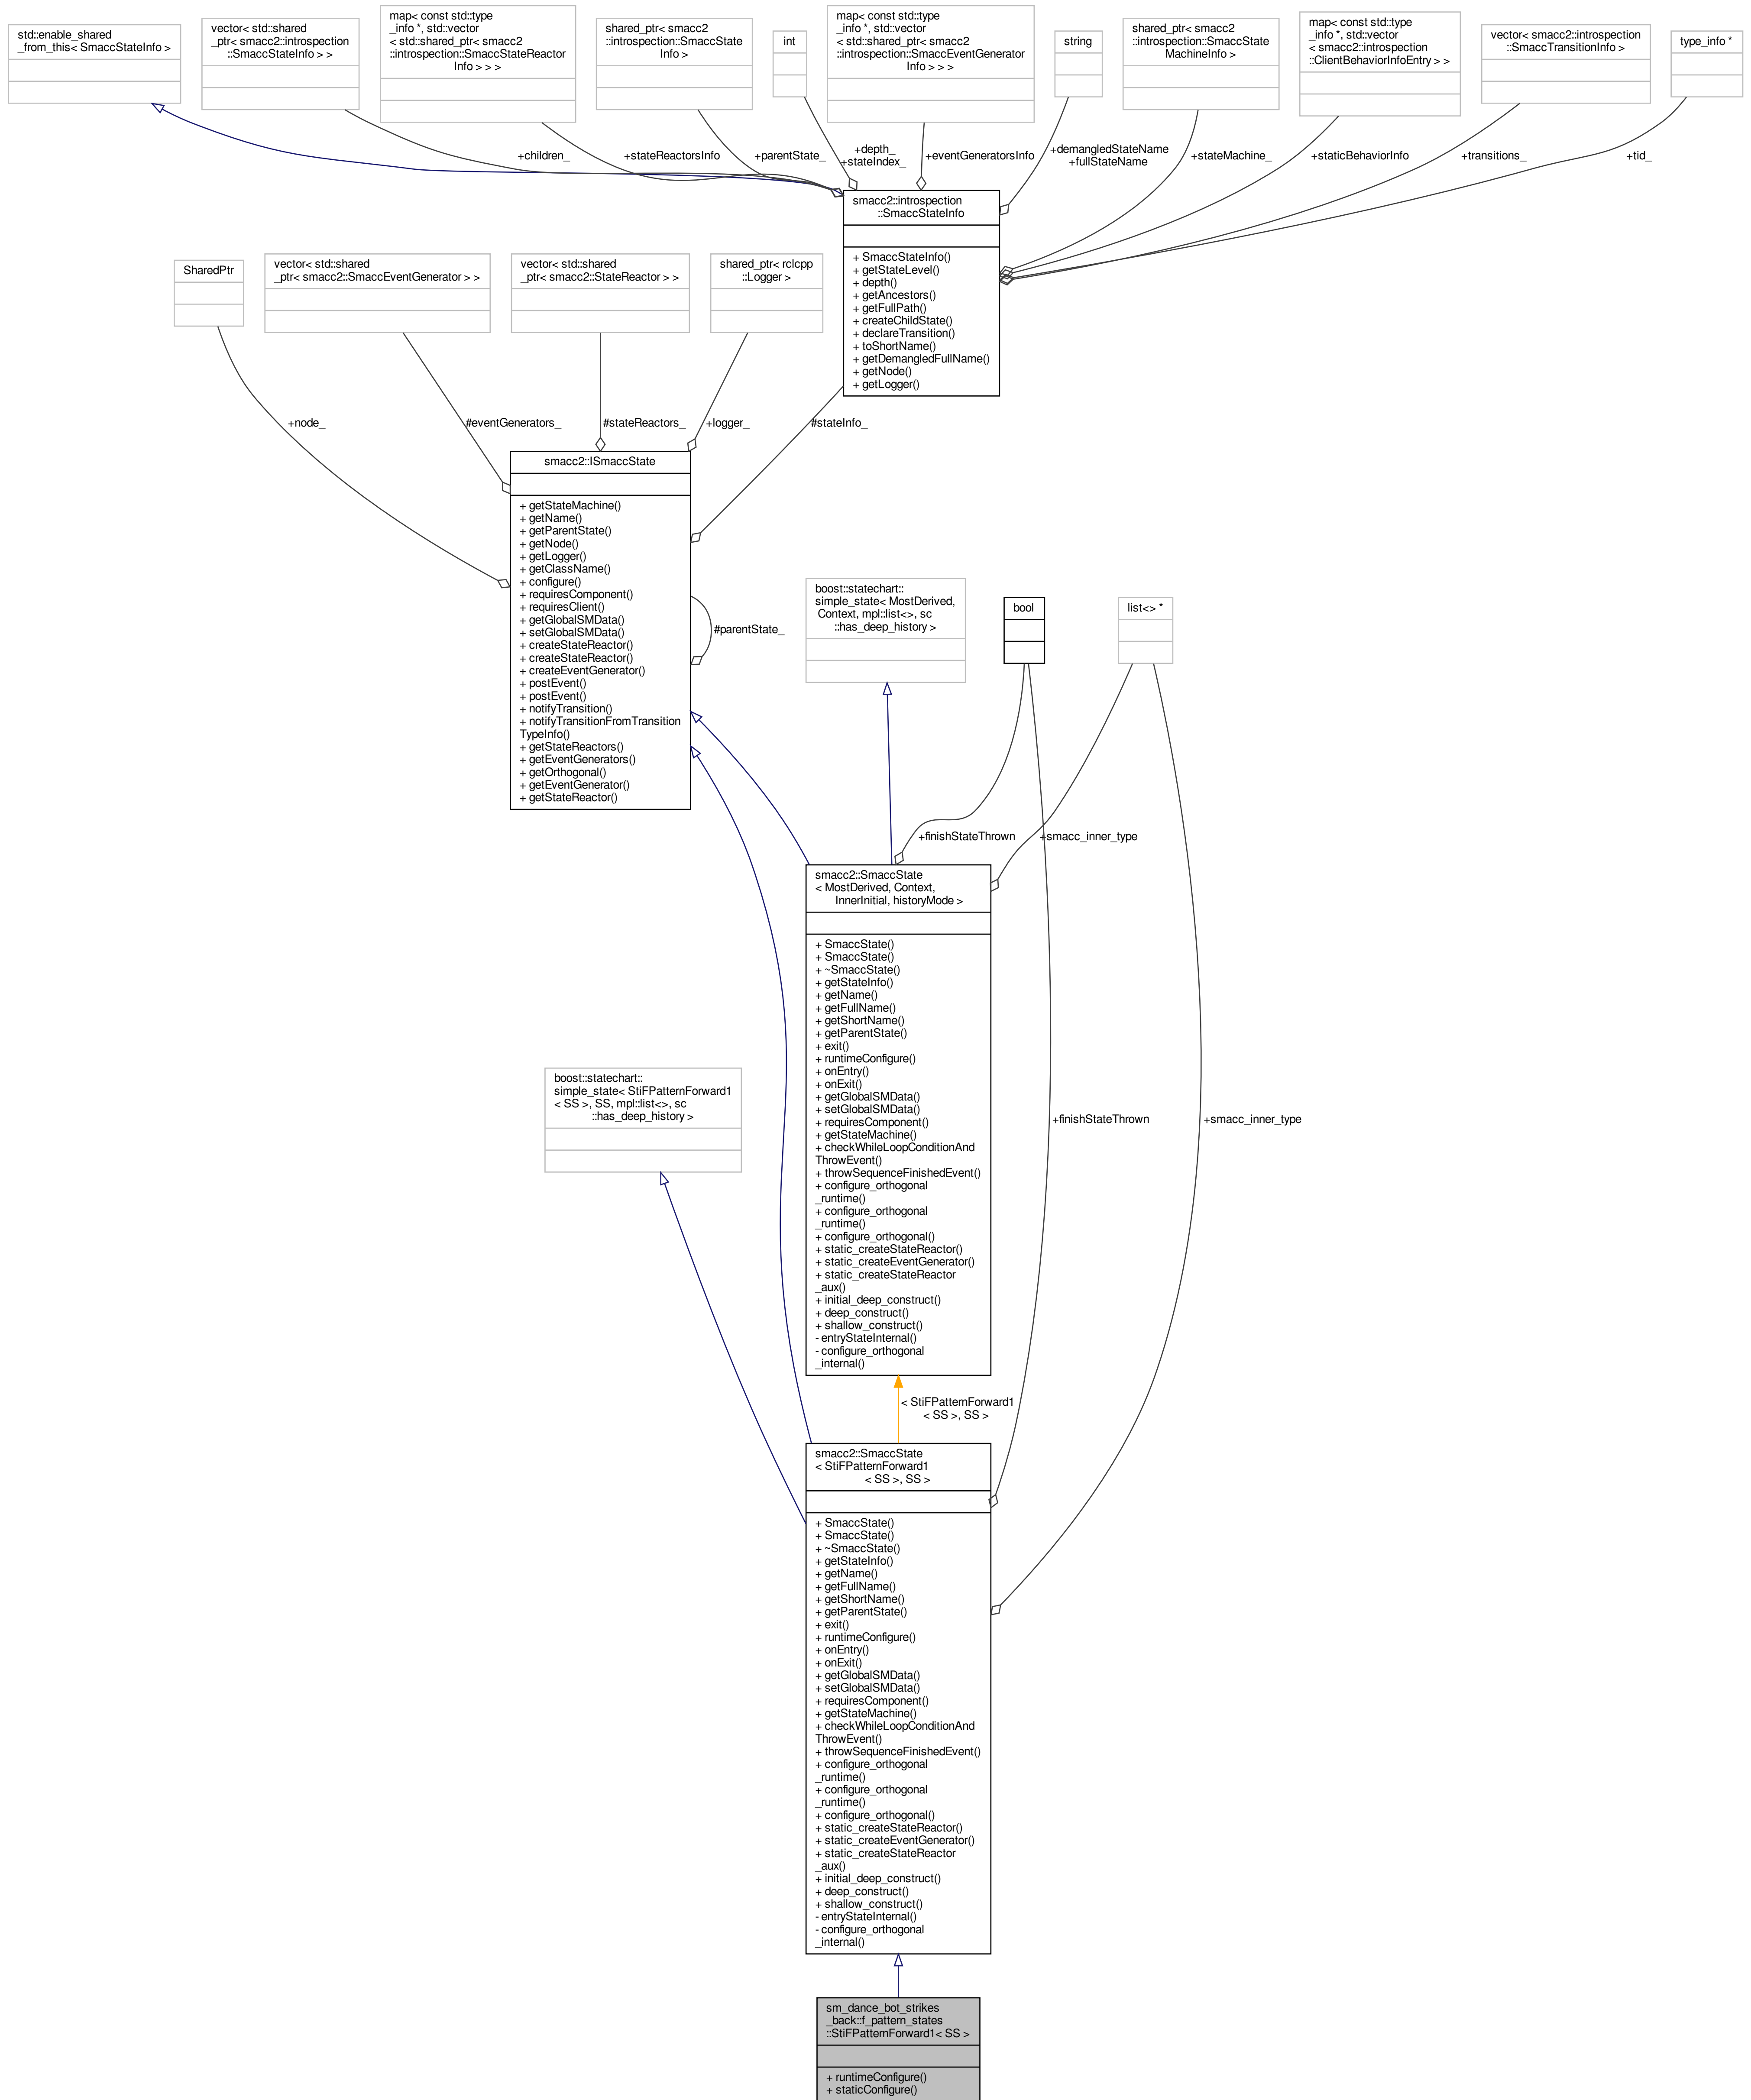 std::enable_shared
_from_this< SmaccStateInfo >
vector< std::shared
_ptr< smacc2::introspection
::SmaccStateInfo > >
map< const std::type
_info *, std::vector
< std::shared_ptr< smacc2
::introspection::SmaccStateReactor
Info > > >
shared_ptr< smacc2
::introspection::SmaccState
Info >
int
map< const std::type
_info *, std::vector
< std::shared_ptr< smacc2
::introspection::SmaccEventGenerator
Info > > >
string
shared_ptr< smacc2
::introspection::SmaccState
MachineInfo >
map< const std::type
_info *, std::vector
< smacc2::introspection
::ClientBehaviorInfoEntry > >
vector< smacc2::introspection
::SmaccTransitionInfo >
type_info *
+children_
+stateReactorsInfo
+parentState_
+depth_
+stateIndex_
+eventGeneratorsInfo
+demangledStateName
+fullStateName
+stateMachine_
+staticBehaviorInfo
+transitions_
+tid_
smacc2::introspection
::SmaccStateInfo
+ SmaccStateInfo()
+ getStateLevel()
+ depth()
+ getAncestors()
+ getFullPath()
+ createChildState()
+ declareTransition()
+ toShortName()
+ getDemangledFullName()
+ getNode()
+ getLogger()
SharedPtr
vector< std::shared
_ptr< smacc2::SmaccEventGenerator > >
vector< std::shared
_ptr< smacc2::StateReactor > >
shared_ptr< rclcpp
::Logger >
+node_
#eventGenerators_
#stateReactors_
+logger_
#stateInfo_
smacc2::ISmaccState
+ getStateMachine()
+ getName()
+ getParentState()
+ getNode()
+ getLogger()
+ getClassName()
+ configure()
+ requiresComponent()
+ requiresClient()
+ getGlobalSMData()
+ setGlobalSMData()
+ createStateReactor()
+ createStateReactor()
+ createEventGenerator()
+ postEvent()
+ postEvent()
+ notifyTransition()
+ notifyTransitionFromTransition
TypeInfo()
+ getStateReactors()
+ getEventGenerators()
+ getOrthogonal()
+ getEventGenerator()
+ getStateReactor()
#parentState_
boost::statechart::
simple_state< MostDerived,
Context, mpl::list<>, sc
::has_deep_history >
bool
list<> *
+finishStateThrown
+smacc_inner_type
smacc2::SmaccState
< MostDerived, Context,
InnerInitial, historyMode >
+ SmaccState()
+ SmaccState()
+ ~SmaccState()
+ getStateInfo()
+ getName()
+ getFullName()
+ getShortName()
+ getParentState()
+ exit()
+ runtimeConfigure()
+ onEntry()
+ onExit()
+ getGlobalSMData()
+ setGlobalSMData()
+ requiresComponent()
+ getStateMachine()
+ checkWhileLoopConditionAnd
ThrowEvent()
+ throwSequenceFinishedEvent()
+ configure_orthogonal
_runtime()
+ configure_orthogonal
_runtime()
+ configure_orthogonal()
+ static_createStateReactor()
+ static_createEventGenerator()
+ static_createStateReactor
_aux()
+ initial_deep_construct()
+ deep_construct()
+ shallow_construct()
- entryStateInternal()
- configure_orthogonal
_internal()
boost::statechart::
simple_state< StiFPatternForward1
< SS >, SS, mpl::list<>, sc
::has_deep_history >
+finishStateThrown
+smacc_inner_type
< StiFPatternForward1
< SS >, SS >
smacc2::SmaccState
< StiFPatternForward1
< SS >, SS >
+ SmaccState()
+ SmaccState()
+ ~SmaccState()
+ getStateInfo()
+ getName()
+ getFullName()
+ getShortName()
+ getParentState()
+ exit()
+ runtimeConfigure()
+ onEntry()
+ onExit()
+ getGlobalSMData()
+ setGlobalSMData()
+ requiresComponent()
+ getStateMachine()
+ checkWhileLoopConditionAnd
ThrowEvent()
+ throwSequenceFinishedEvent()
+ configure_orthogonal
_runtime()
+ configure_orthogonal
_runtime()
+ configure_orthogonal()
+ static_createStateReactor()
+ static_createEventGenerator()
+ static_createStateReactor
_aux()
+ initial_deep_construct()
+ deep_construct()
+ shallow_construct()
- entryStateInternal()
- configure_orthogonal
_internal()
sm_dance_bot_strikes
_back::f_pattern_states
::StiFPatternForward1< SS >
+ runtimeConfigure()
+ staticConfigure()